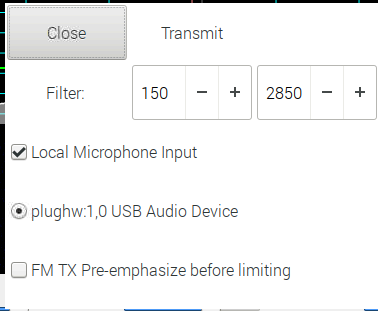 Close Transmit
Filter: 150 − + 2850 − +
Local Microphone Input
plughw:1,0 USB Audio Device
FM TX Pre-emphasize before limiting